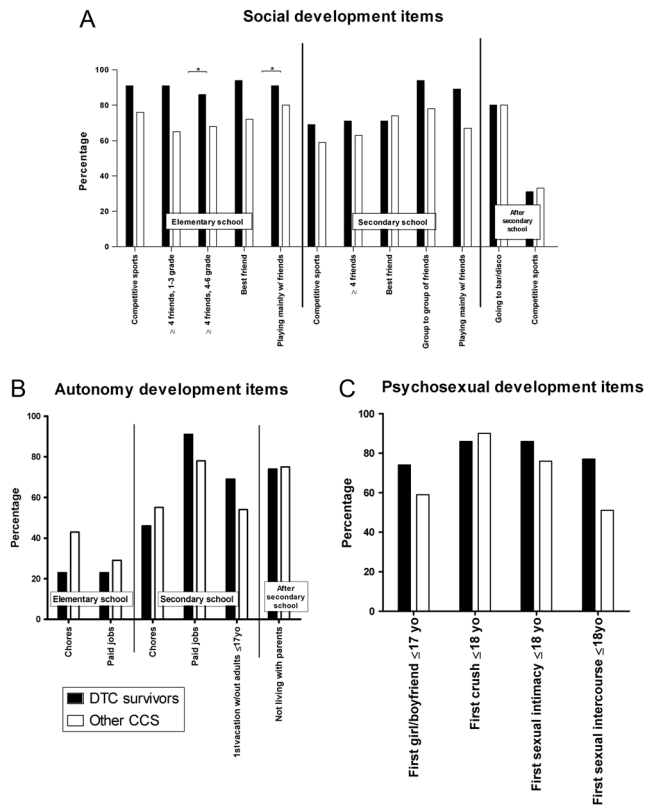 A
Social development items
* *
100
80
60
40
20
0
Percentage
Elementary school
Secondary school
After
secondary
school
Competitive sports
≥ 4 friends, 1-3 grade
≥ 4 friends, 4-6 grade
Best friend
Playing mainly w/ friends
Competitive sports
≥ 4 friends
Best friend
Group to group of friends
Playing mainly w/ friends
Going to bar/disco
Competitive sports
B
Autonomy development items
100
80
60
40
20
0
Percentage
Elementary school
Secondary school
After
secondary
school
Chores
Paid jobs
Chores
Paid jobs
1stvacation w/out adults ≤17yo
Not living with parents
DTC survivors
Other CCS
C
Psychosexual development items
100
80
60
40
20
0
Percentage
First girl/boyfriend ≤17 yo
First crush ≤18 yo
First sexual intimacy ≤18 yo
First sexual intercourse ≤18yo